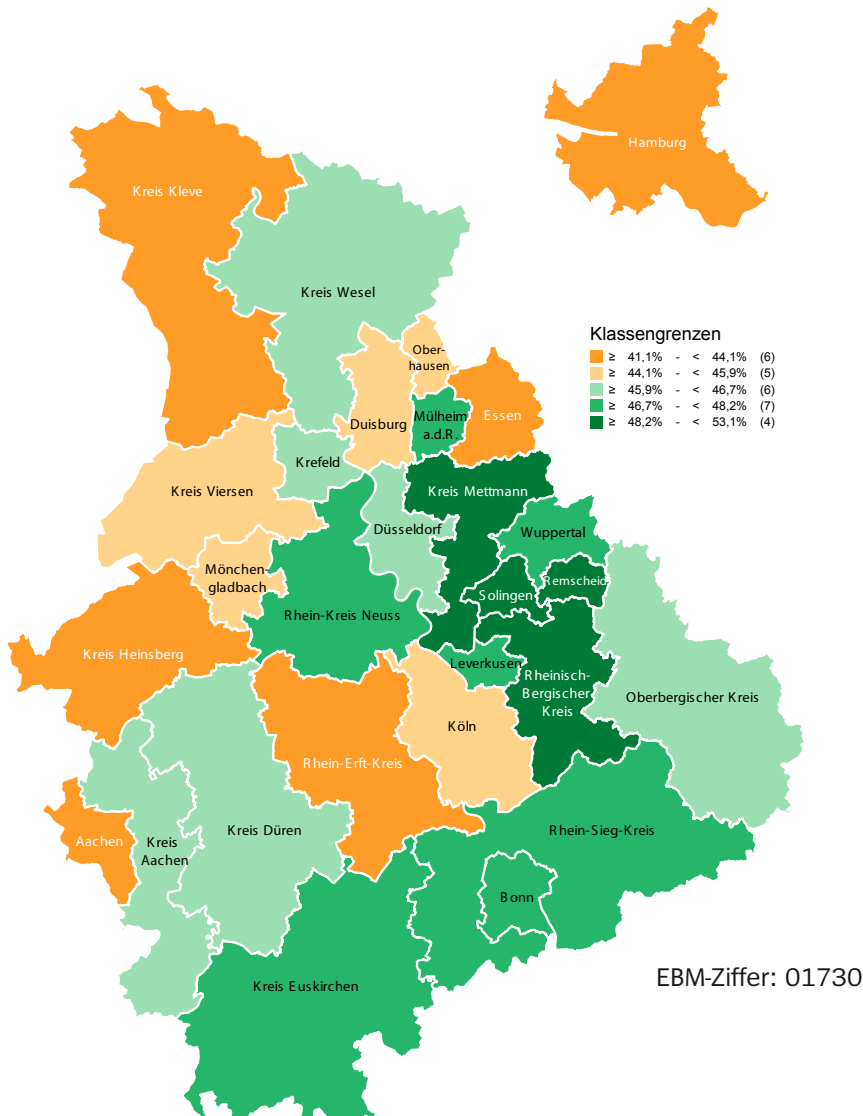 Hamburg
Kreis Kleve
Kreis Wesel
Klassengrenzen
≥ 41,1% - < 44,1% (6)
≥ 44,1% - < 45,9% (5)
≥ 45,9% - < 46,7% (6)
≥ 46,7% - < 48,2% (7)
≥ 48,2% - < 53,1% (4)
Ober-
hausen
Duisburg
Mülheim
a.d.R.
Essen
Krefeld
Kreis Viersen
Kreis Mettmann
Düsseldorf
Wuppertal
Mönchen-
gladbach
Remscheid
Solingen
Rhein-Kreis Neuss
Kreis Heinsberg
Leverkusen
Rheinisch-
Bergischer
Kreis
Oberbergischer Kreis
Köln
Rhein-Erft-Kreis
Aachen
Kreis
Aachen
Kreis Düren
Rhein-Sieg-Kreis
Bonn
Kreis Euskirchen
EBM-Ziffer: 01730